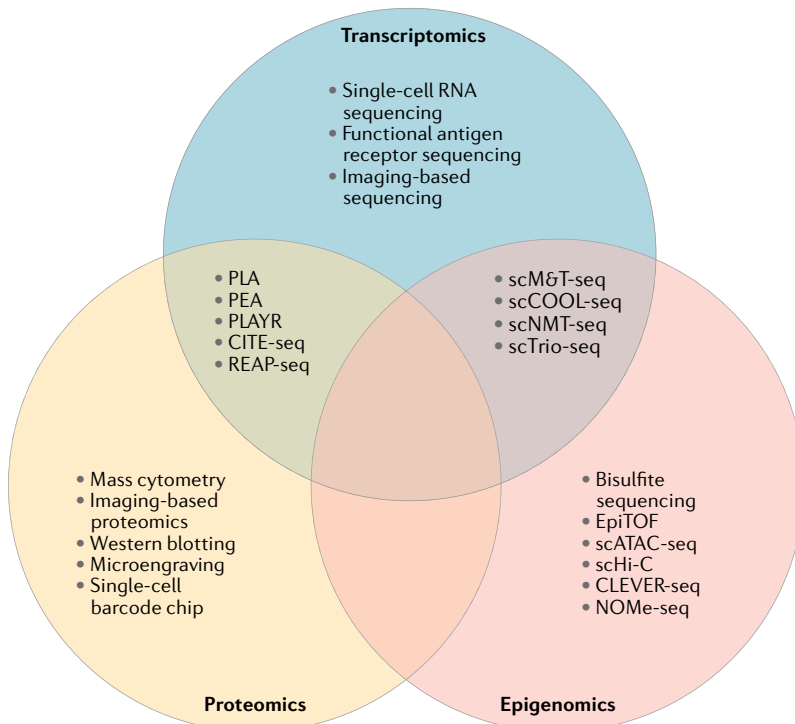 Transcriptomics
• Single-cell RNA
sequencing
• Functional antigen
receptor sequencing
• Imaging-based
sequencing
• PLA
• PEA
• PLAYR
• CITE-seq
• REAP-seq
• scM&T-seq
• scCOOL-seq
• scNMT-seq
• scTrio-seq
• Mass cytometry
• Imaging-based
proteomics
• Western blotting
• Microengraving
• Single-cell
barcode chip
• Bisulfite
sequencing
• EpiTOF
• scATAC-seq
• scHi-C
• CLEVER-seq
• NOMe-seq
Proteomics
Epigenomics